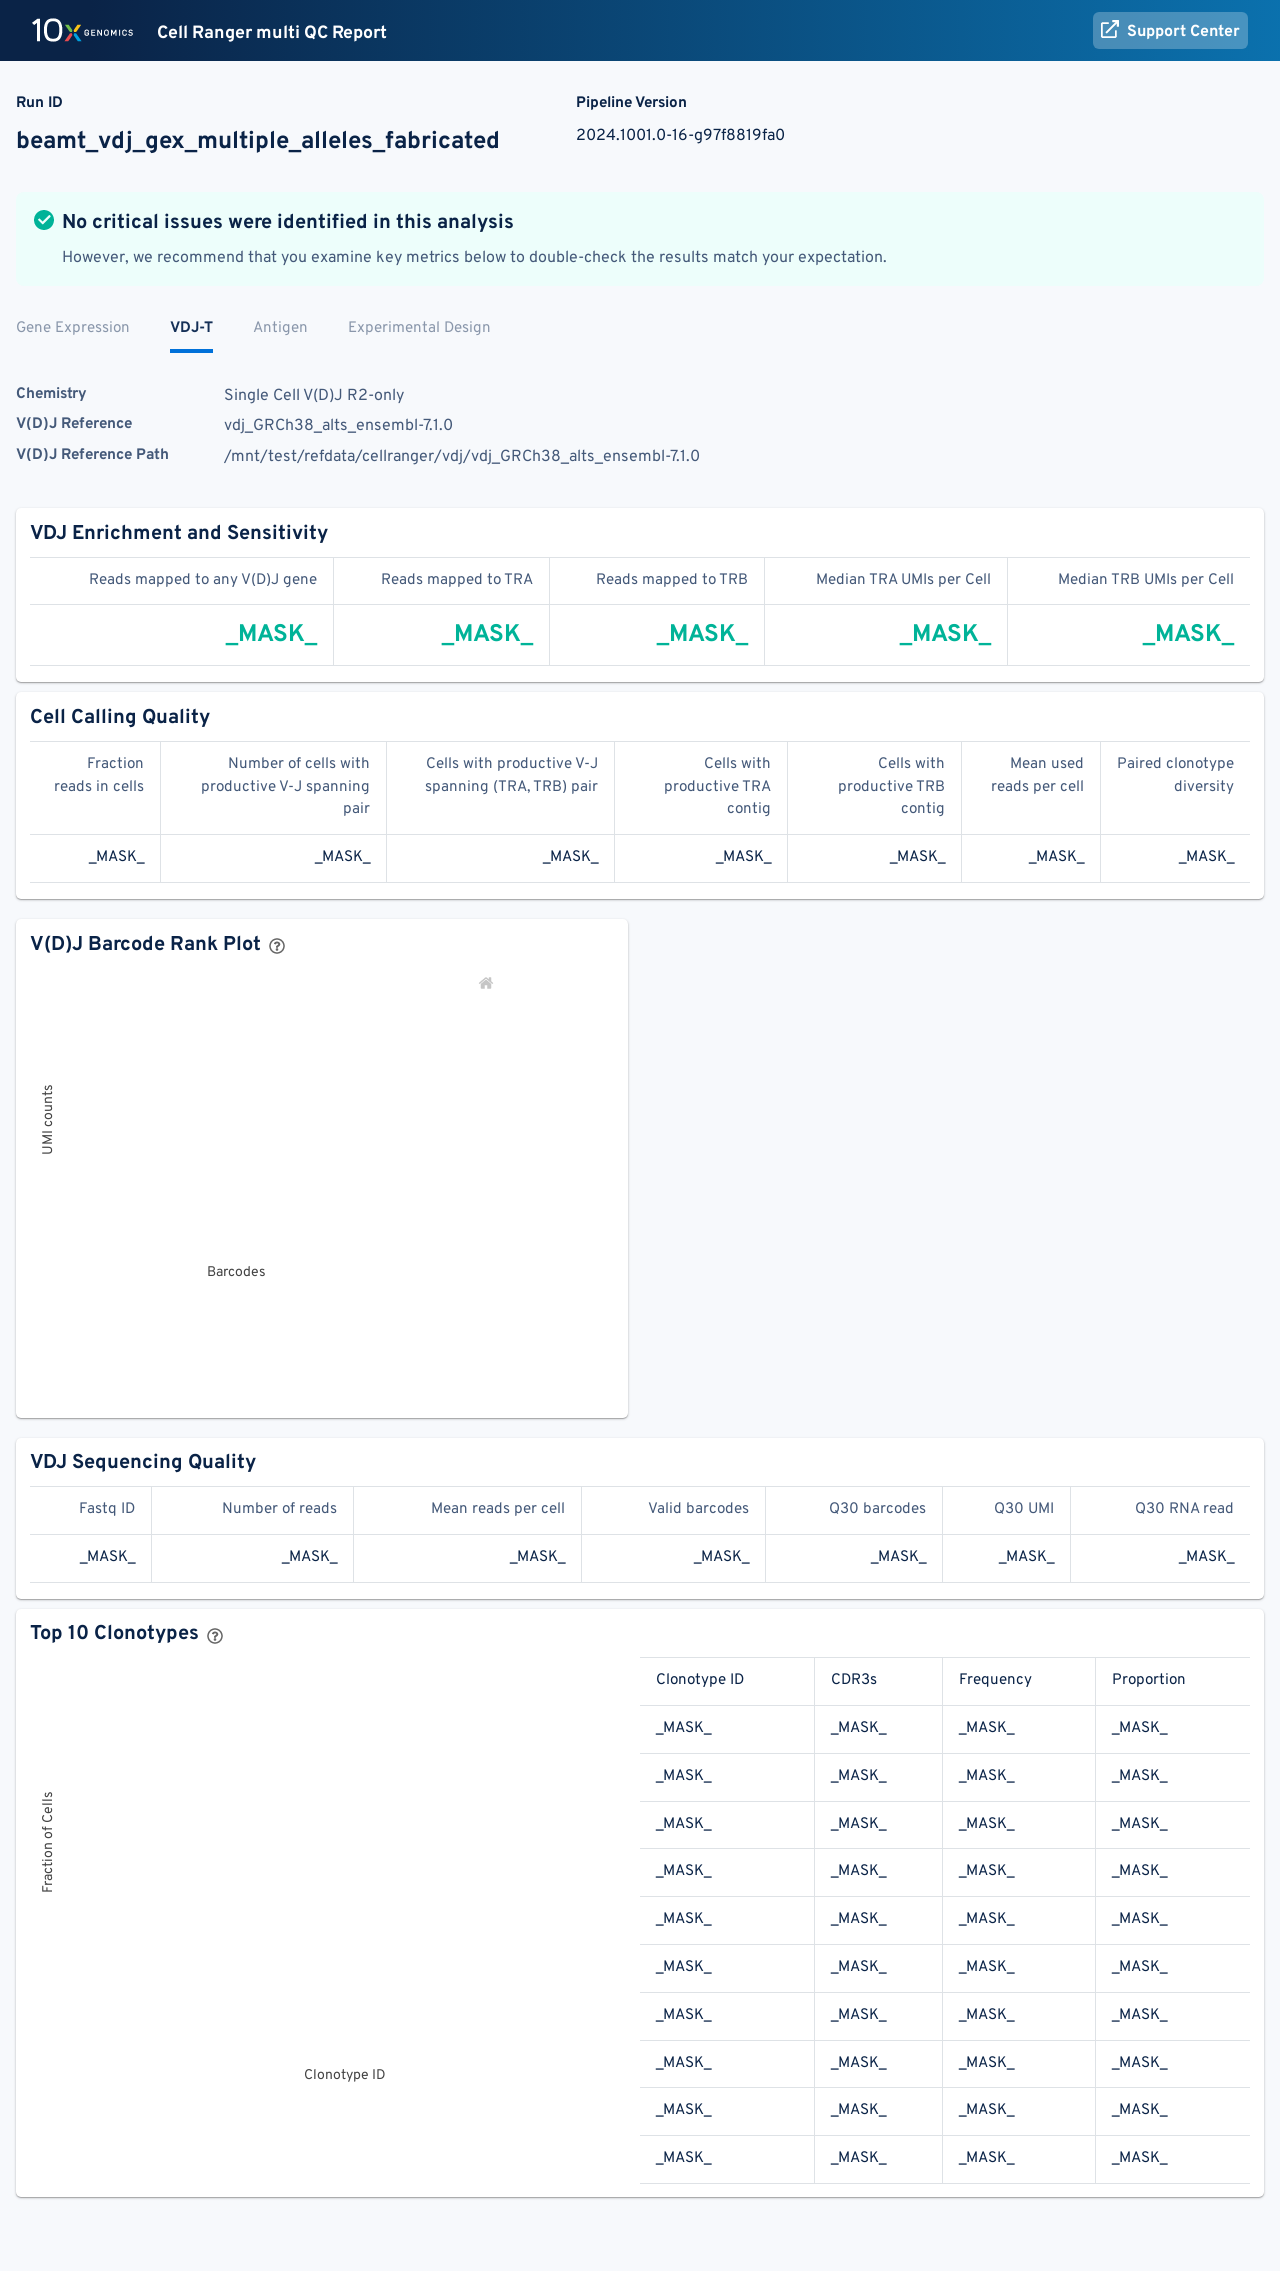 10x GENOMICS Cell Ranger multi QC Report Support Center
Run ID Pipeline Version
beamt_vdj_gex_multiple_alleles_fabricated 2024.1001.0-16-g97f8819fa0
No critical issues were identified in this analysis
However, we recommend that you examine key metrics below to double-check the results match your expectation.
Gene Expression VDJ-T Antigen Experimental Design
Chemistry Single Cell V(D)J R2-only
V(D)J Reference vdj_GRCh38_alts_ensembl-7.1.0
V(D)J Reference Path /mnt/test/refdata/cellranger/vdj/vdj_GRCh38_alts_ensembl-7.1.0
VDJ Enrichment and Sensitivity
Reads mapped to any V(D)J gene Reads mapped to TRA Reads mapped to TRB Median TRA UMIs per Cell Median TRB UMIs per Cell
_MASK_ _MASK_ _MASK_ _MASK_ _MASK_
Cell Calling Quality
Fraction Number of cells with Cells with productive V-J Cells with Cells with Mean used Paired clonotype
reads in cells productive V-J spanning spanning (TRA, TRB) pair productive TRA productive TRB reads per cell diversity
pair contig contig
_MASK_ _MASK_ _MASK_ _MASK_ _MASK_ _MASK_ _MASK_
V(D)J Barcode Rank Plot
UMI counts
Barcodes
VDJ Sequencing Quality
Fastq ID Number of reads Mean reads per cell Valid barcodes Q30 barcodes Q30 UMI Q30 RNA read
_MASK_ _MASK_ _MASK_ _MASK_ _MASK_ _MASK_ _MASK_
Top 10 Clonotypes
Fraction of Cells
Clonotype ID
Clonotype ID CDR3s Frequency Proportion
_MASK_ _MASK_ _MASK_ _MASK_
_MASK_ _MASK_ _MASK_ _MASK_
_MASK_ _MASK_ _MASK_ _MASK_
_MASK_ _MASK_ _MASK_ _MASK_
_MASK_ _MASK_ _MASK_ _MASK_
_MASK_ _MASK_ _MASK_ _MASK_
_MASK_ _MASK_ _MASK_ _MASK_
_MASK_ _MASK_ _MASK_ _MASK_
_MASK_ _MASK_ _MASK_ _MASK_
_MASK_ _MASK_ _MASK_ _MASK_